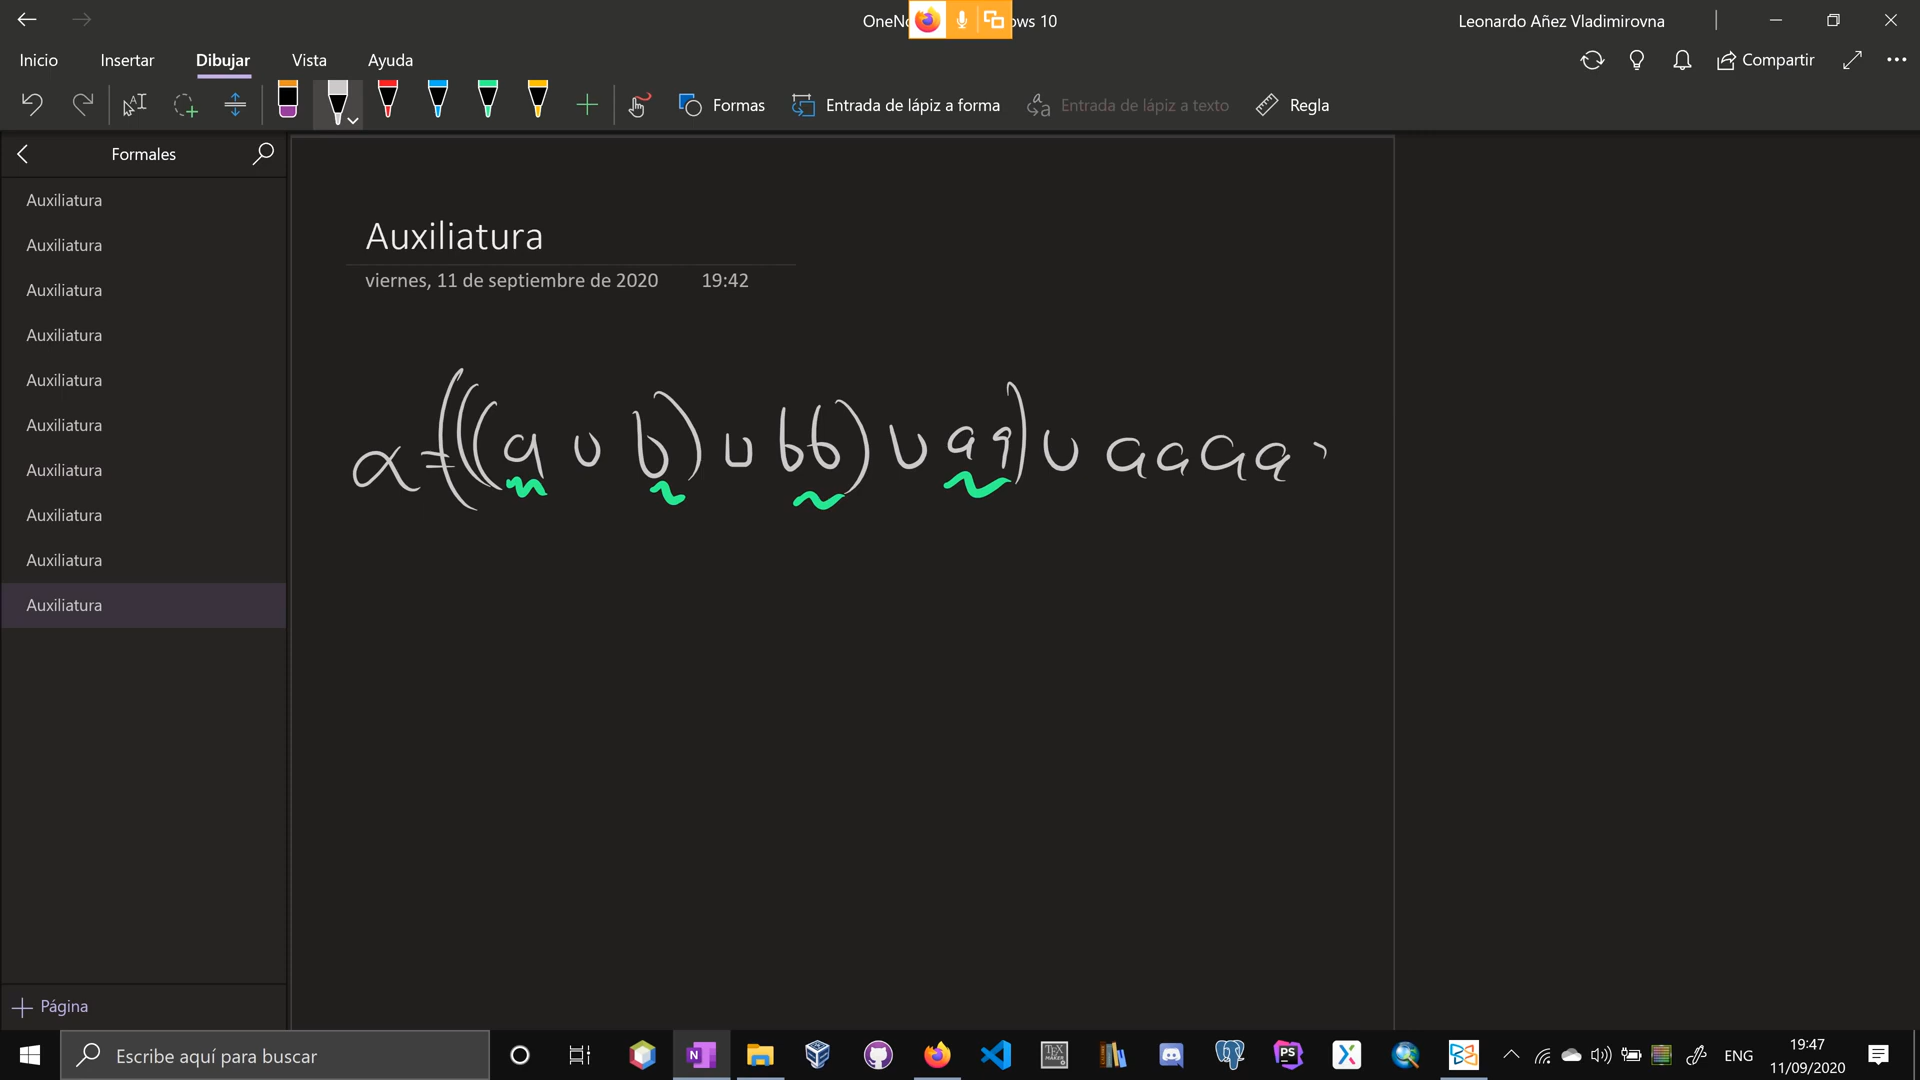 OneNo ows 10
Leonardo Añez Vladimirovna
Inicio Insertar Dibujar Vista Ayuda
Compartir
Formas Entrada de lápiz a forma Entrada de lápiz a texto Regla
Formales
Auxiliatura
Auxiliatura
Auxiliatura
Auxiliatura
Auxiliatura
Auxiliatura
Auxiliatura
Auxiliatura
Auxiliatura
Auxiliatura
Auxiliatura
viernes, 11 de septiembre de 2020 19:42
α=(((a ∪ b) ∪ bb) ∪ aa) ∪ aaaa
Página
Escribe aquí para buscar
ENG
19:47
11/09/2020